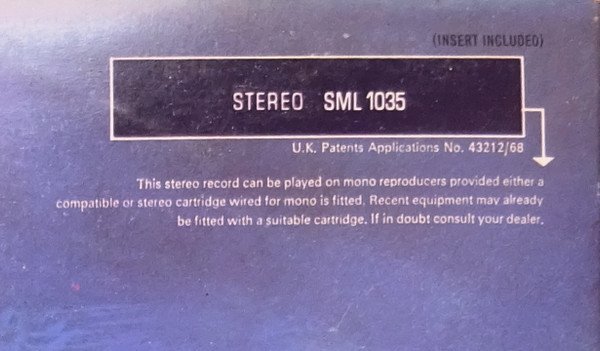 (INSERT INCLUDED)
STEREO SML 1035
U.K. Patents Applications No. 43212/68
This stereo record can be played on mono reproducers provided either a
compatible or stereo cartridge wired for mono is fitted. Recent equipment may already
be fitted with a suitable cartridge. If in doubt consult your dealer.